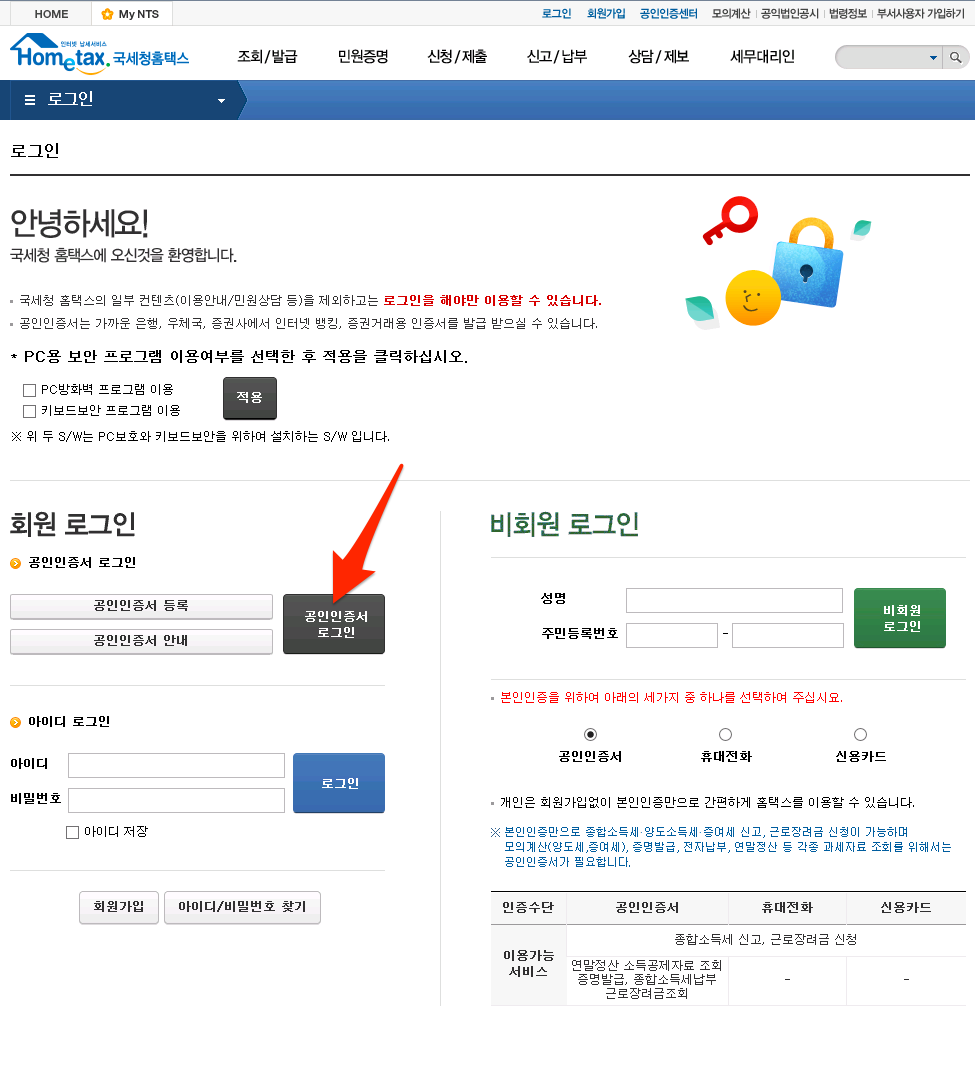 HOME
My NTS
로그인
회원가입
공인인증센터
모의계산
공익법인공시
법령정보
부서사용자 가입하기
인터넷 납세서비스
Hometax. 국세청홈택스
조회/발급
민원증명
신청/제출
신고/납부
상담/제보
세무대리인
로그인
로그인
안녕하세요!
국세청 홈택스에 오신것을 환영합니다.
국세청 홈택스의 일부 컨텐츠(이용안내/민원상담 등)을 제외하고는 로그인을 해야만 이용할 수 있습니다.
공인인증서는 가까운 은행, 우체국, 증권사에서 인터넷 뱅킹, 증권거래용 인증서를 발급 받으실 수 있습니다.
* PC용 보안 프로그램 이용여부를 선택한 후 적용을 클릭하십시오.
PC방화벽 프로그램 이용
키보드보안 프로그램 이용
적용
※ 위 두 S/W는 PC보호와 키보드보안을 위하여 설치하는 S/W 입니다.
회원 로그인
공인인증서 로그인
공인인증서 등록
공인인증서 안내
공인인증서
로그인
아이디 로그인
아이디
비밀번호
로그인
아이디 저장
회원가입
아이디/비밀번호 찾기
비회원 로그인
성명
주민등록번호
-
비회원
로그인
본인인증을 위하여 아래의 세가지 중 하나를 선택하여 주십시요.
공인인증서
휴대전화
신용카드
개인은 회원가입없이 본인인증만으로 간편하게 홈택스를 이용할 수 있습니다.
※ 본인인증만으로 종합소득세·양도소득세·증여세 신고, 근로장려금 신청이 가능하며
모의계산(양도세,증여세), 증명발급, 전자납부, 연말정산 등 각종 과세자료 조회를 위해서는
공인인증서가 필요합니다.
인증수단
공인인증서
휴대전화
신용카드
이용가능
서비스
종합소득세 신고, 근로장려금 신청
연말정산 소득공제자료 조회
증명발급, 종합소득세납부
근로장려금조회
-
-